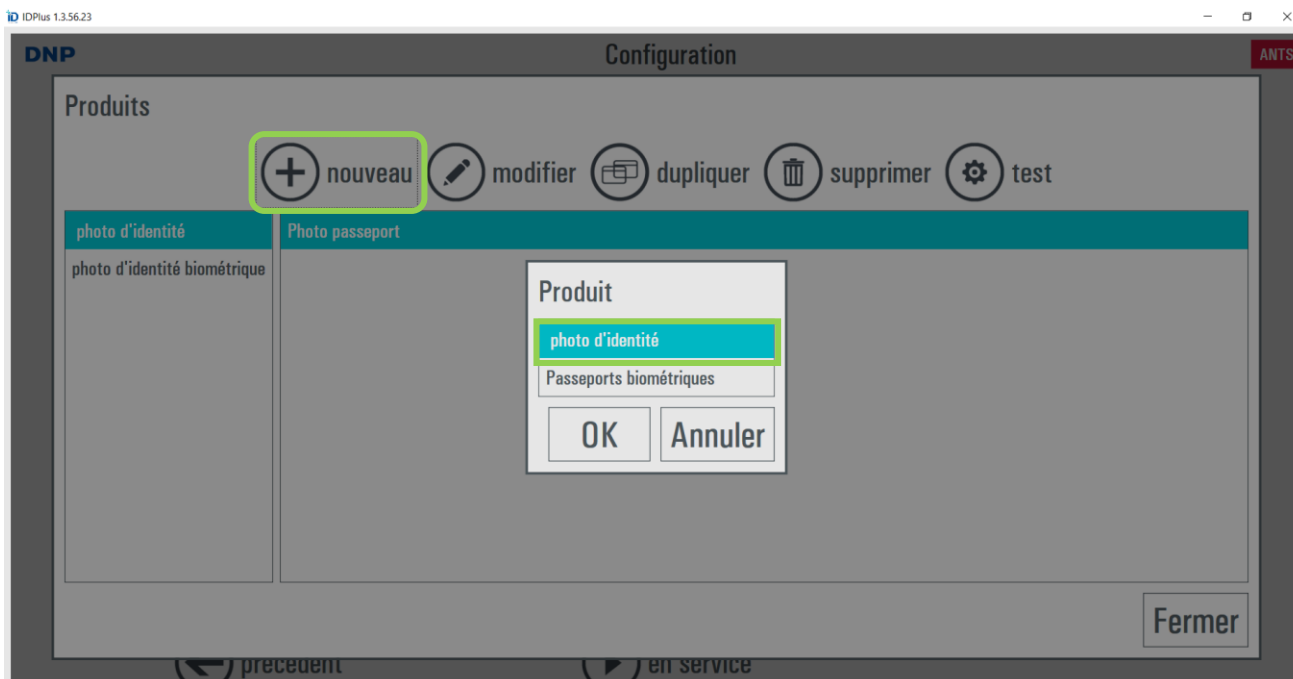 IDPlus 1.3.56.23
DNP
Configuration
ANTS
Produits
nouveau
modifier
dupliquer
supprimer
test
photo d'identité
Photo passeport
photo d'identité biométrique
Produit
photo d'identité
Passeports biométriques
OK
Annuler
Fermer
précédent
en service